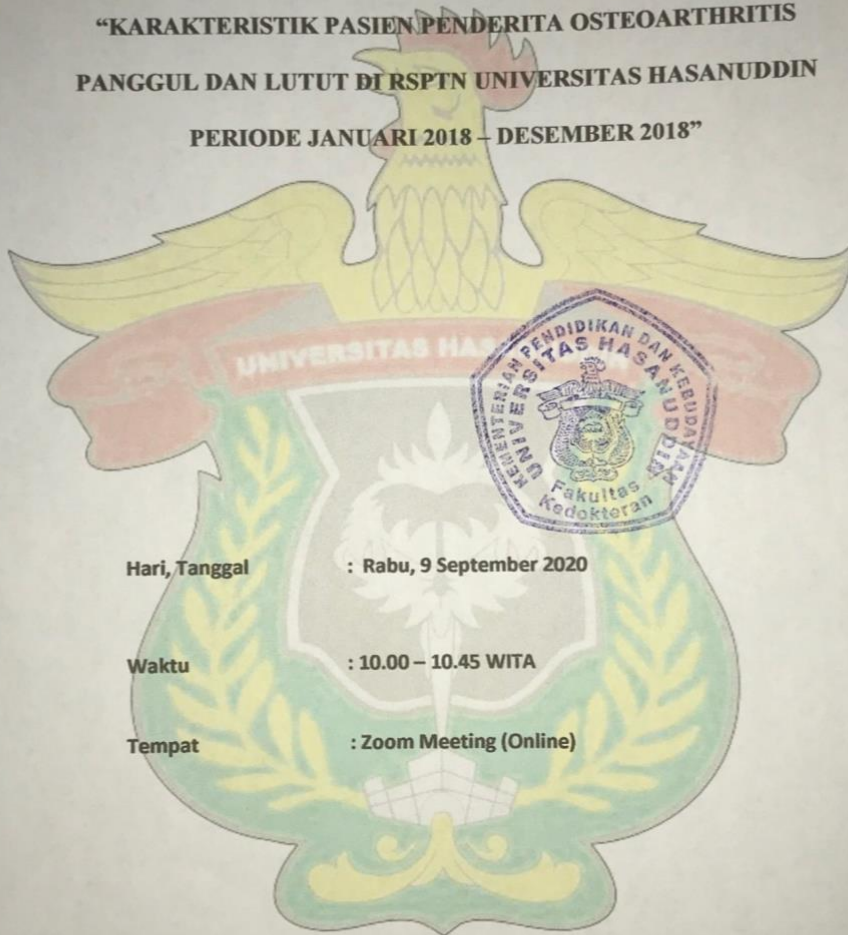 “KARAKTERISTIK PASIEN PENDERITA OSTEOARTHRITIS
PANGGUL DAN LUTUT DI RSPTN UNIVERSITAS HASANUDDIN
PERIODE JANUARI 2018 – DESEMBER 2018”
UNIVERSITAS HAS
KEMENTERIAN PENDIDIKAN DAN KEBUDAYAAN
UNIVERSITAS HASANUDDIN
Fakultas
Kedokteran
Hari, Tanggal : Rabu, 9 September 2020
Waktu : 10.00 – 10.45 WITA
Tempat : Zoom Meeting (Online)